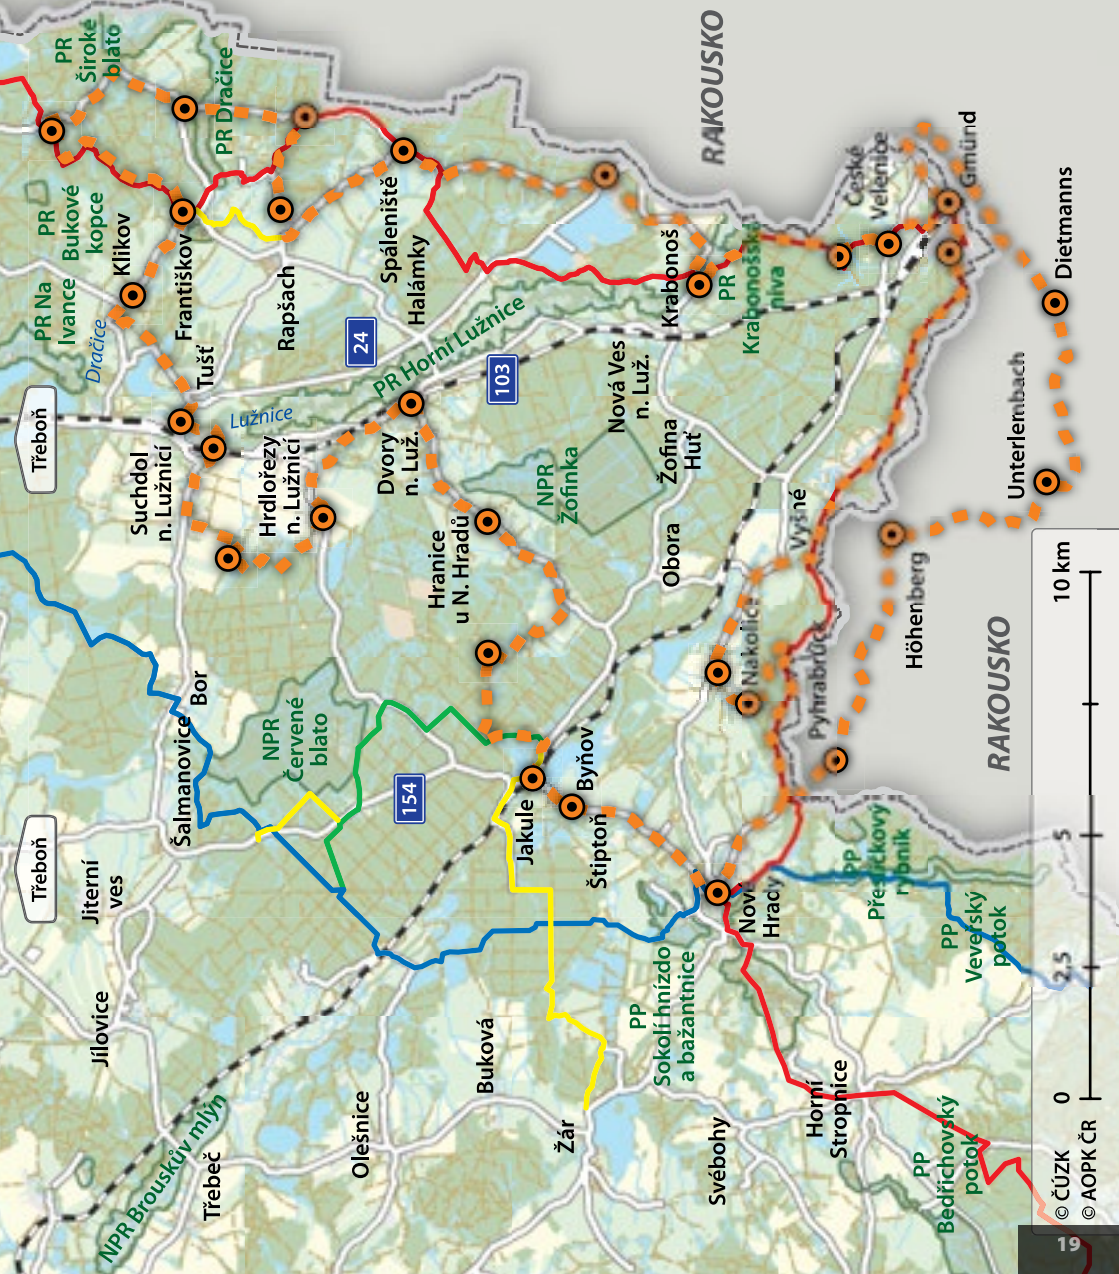 Třeboň
Třeboň
NPR Brouskův mlýn
Třebeč
Jílovice
Jiterní
ves
Šalmanovice
Bor
Suchdol
n. Lužnicí
Tušť
Klikov
Dračice
PR Na
Ivance
PR
Bukové
kopce
PR
Široké
blato
PR Dračice
Františkov
Rapšach
Lužnice
Hrdlořezy
n. Lužnicí
NPR
Červené
blato
Olešnice
154
24
103
PR Horní Lužnice
Spáleniště
Halámky
Dvory
n. Luž.
Hranice
u N. Hradů
Buková
Žár
Jakule
Byňov
Štiptoň
NPR
Žofinka
Nová Ves
n. Luž.
Žofina
Huť
Obora
Krabonoš
PR
Krabonošská
niva
RAKOUSKO
PP
Sokolí hnízdo
a bažantnice
Svébohy
Nové
Hrady
Nakolice
Vyšné
Pyhrabruck
Horní
Stropnice
PP
Přesličkový
rybník
České
Velenice
Gmünd
PP
Bedřichovský
potok
PP
Veveřský
potok
Höhenberg
Unterlembach
Dietmanns
RAKOUSKO
0
2,5
5
10 km
© ČÚZK
© AOPK ČR
19